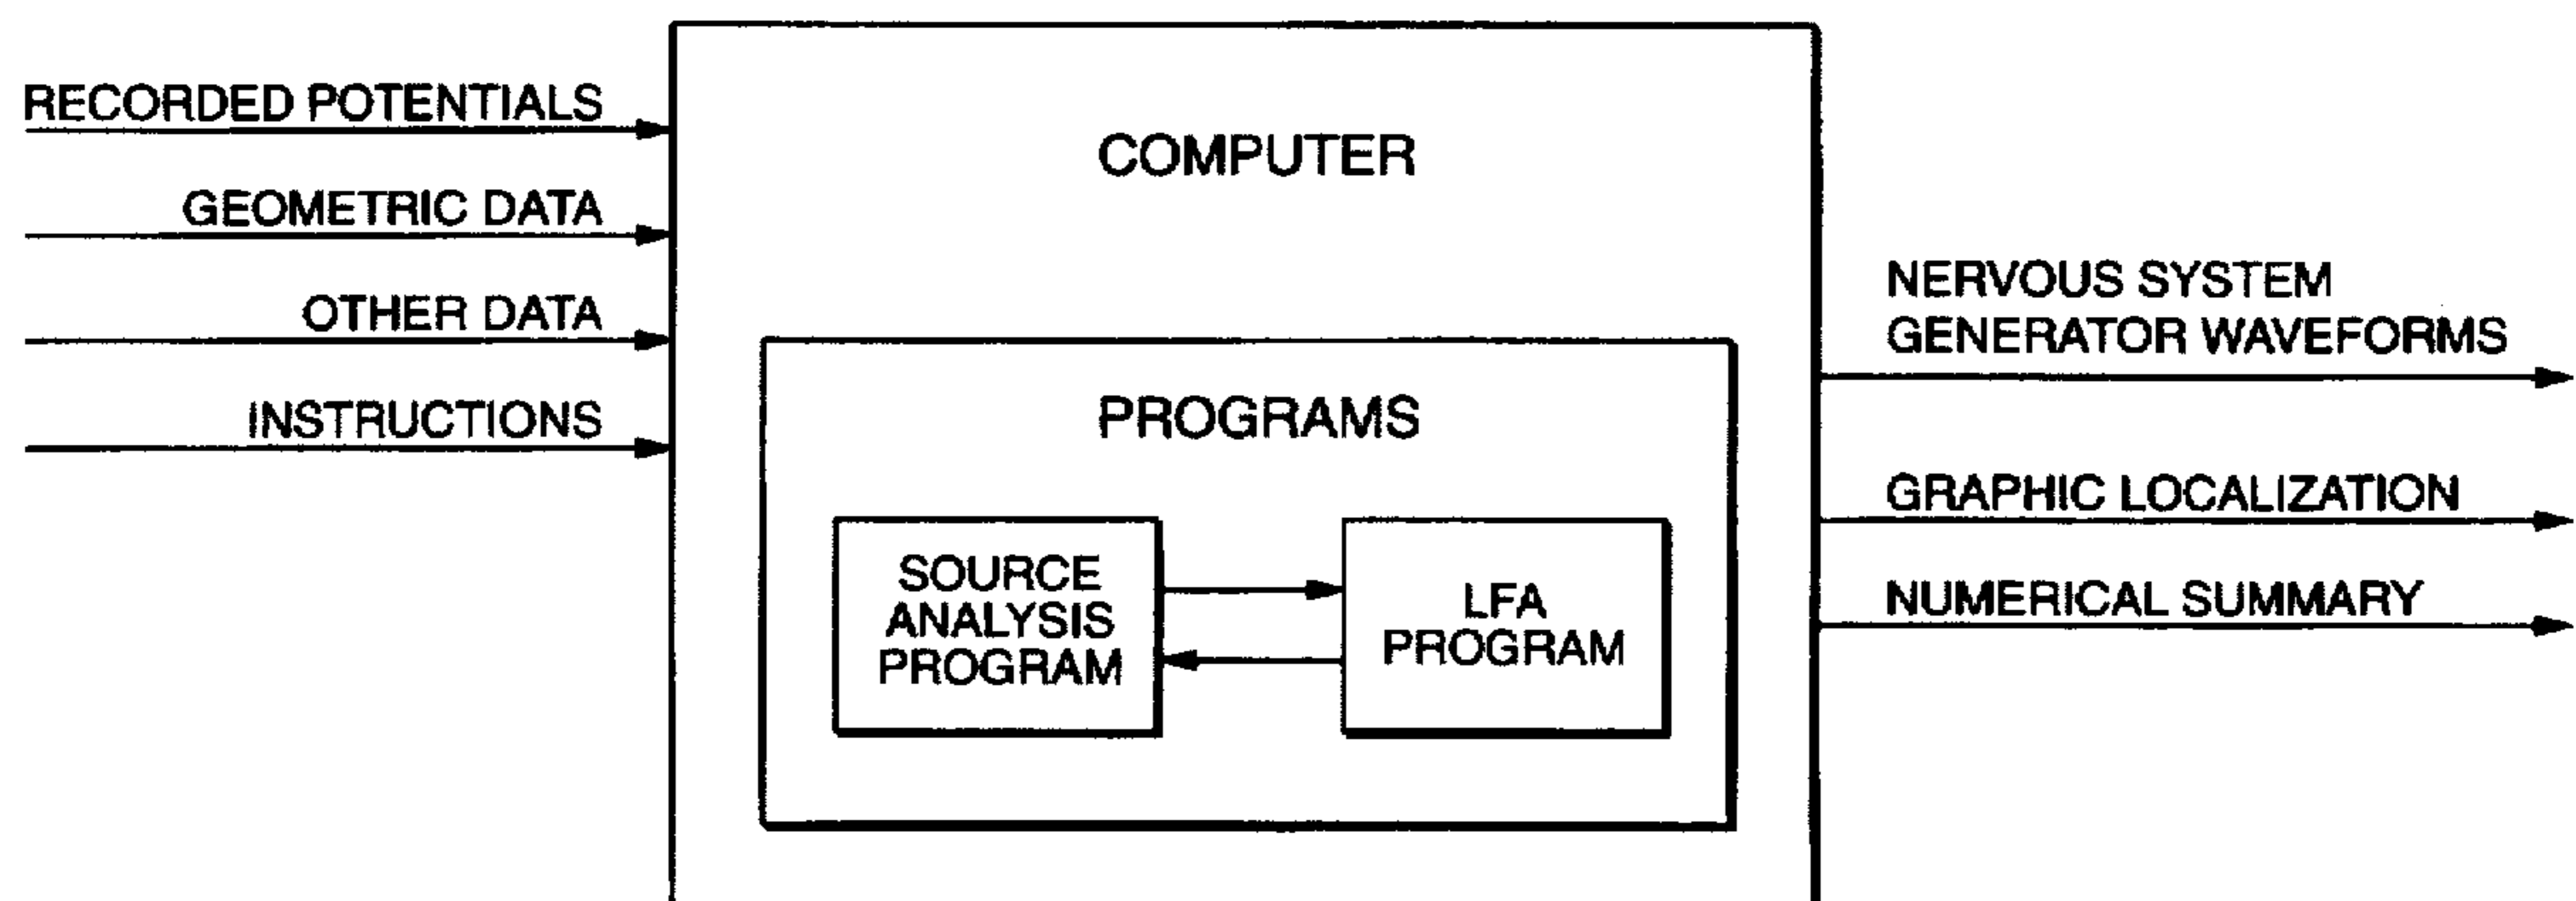 RECORDED POTENTIALS
GEOMETRIC DATA
OTHER DATA
INSTRUCTIONS
COMPUTER
PROGRAMS
SOURCE
ANALYSIS
PROGRAM
LFA
PROGRAM
NERVOUS SYSTEM
GENERATOR WAVEFORMS
GRAPHIC LOCALIZATION
NUMERICAL SUMMARY